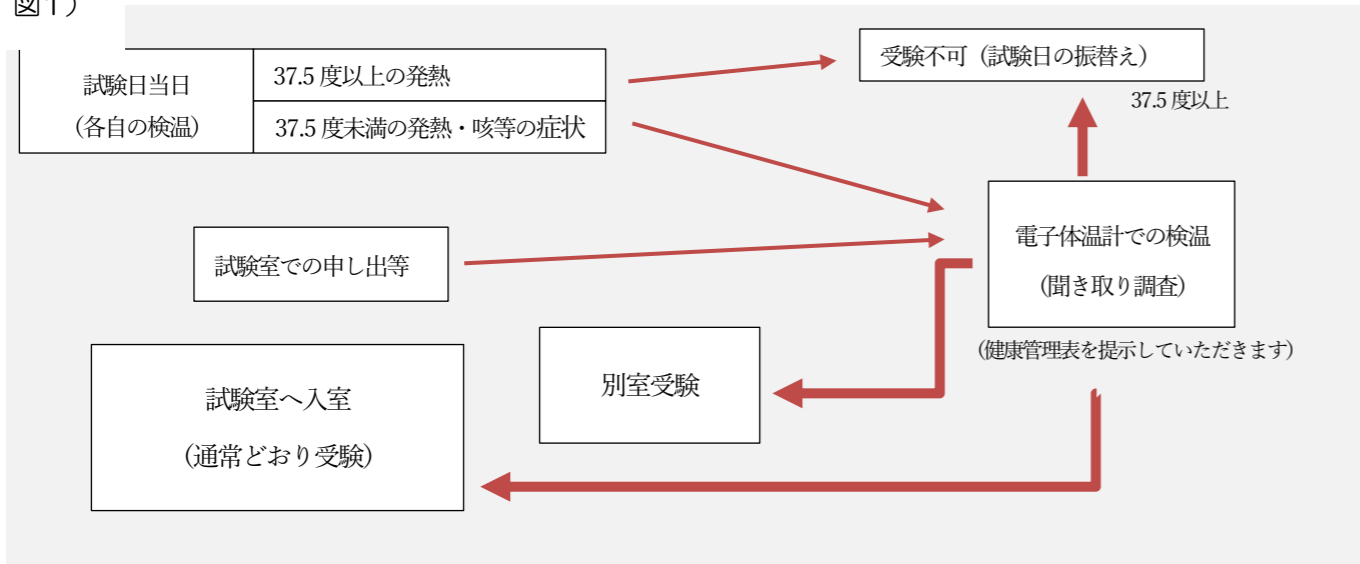 図1）
試験日当日
（各自の検温）
37.5 度以上の発熱
37.5 度未満の発熱・咳等の症状
受験不可（試験日の振替え）
37.5 度以上
試験室での申し出等
電子体温計での検温
（聞き取り調査）
（健康管理表を提示していただきます）
別室受験
試験室へ入室
（通常どおり受験）